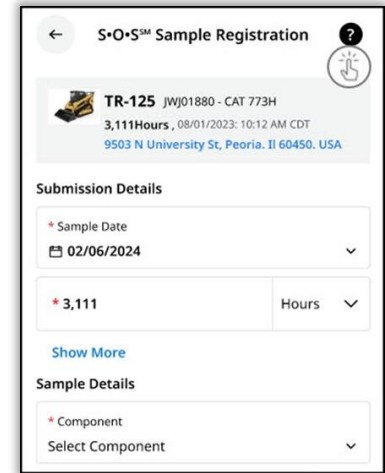 S•O•S℠ Sample Registration
?
TR-125 JWJ01880 - CAT 773H
3,111Hours , 08/01/2023: 10:12 AM CDT
9503 N University St, Peoria. Il 60450. USA
Submission Details
* Sample Date
02/06/2024
* 3,111 Hours
Show More
Sample Details
* Component
Select Component